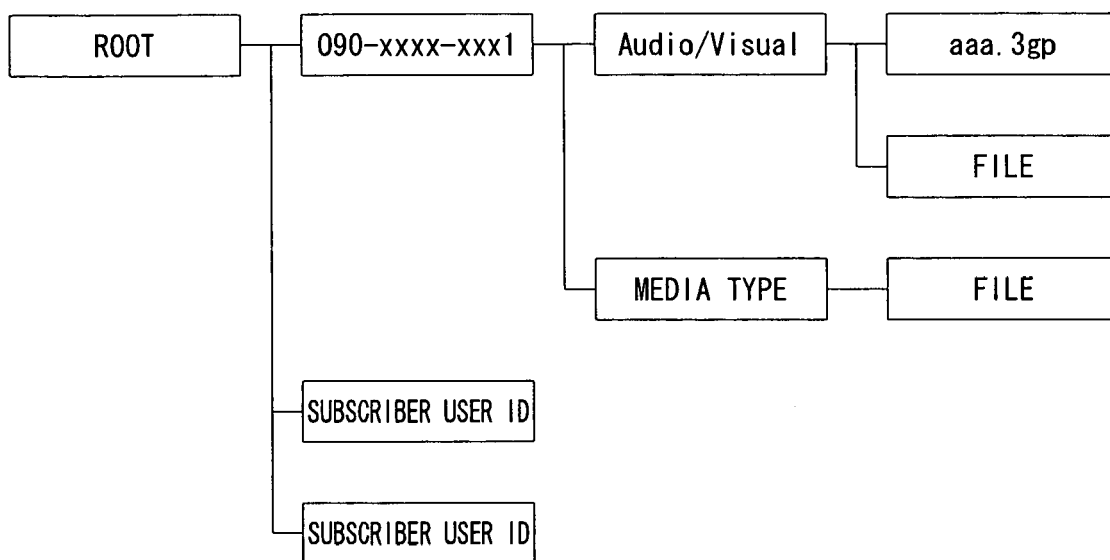 ROOT
090-xxxx-xxx1
Audio/Visual
aaa.3gp
FILE
MEDIA TYPE
FILE
SUBSCRIBER USER ID
SUBSCRIBER USER ID